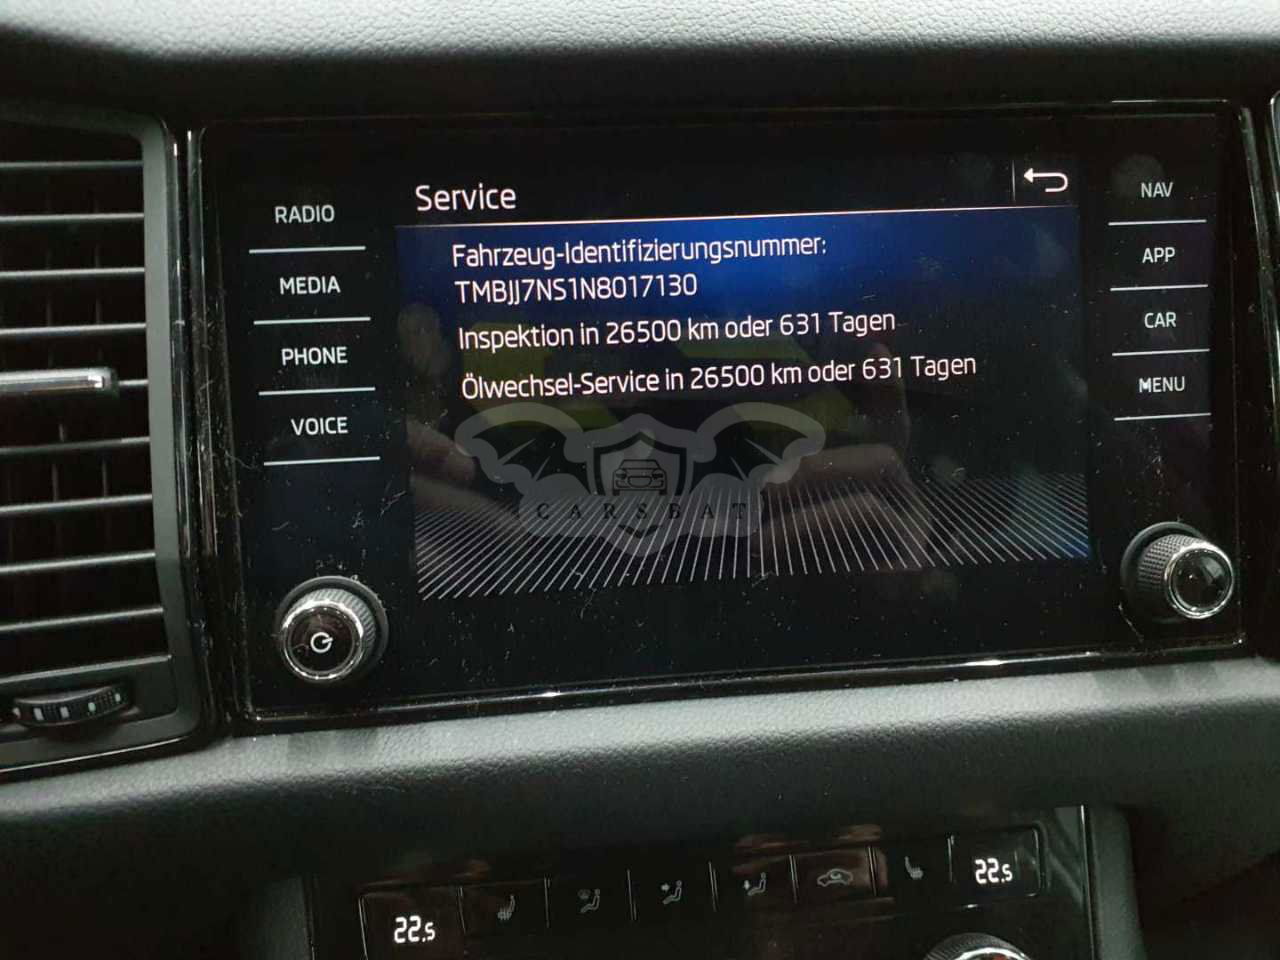 Service
RADIO
MEDIA
PHONE
VOICE
Fahrzeug-Identifizierungsnummer:
TMBJJ7NS1N8017130
Inspektion in 26500 km oder 631 Tagen
Ölwechsel-Service in 26500 km oder 631 Tagen
NAV
APP
CAR
MENU
CARSBAT
22.5
22.5